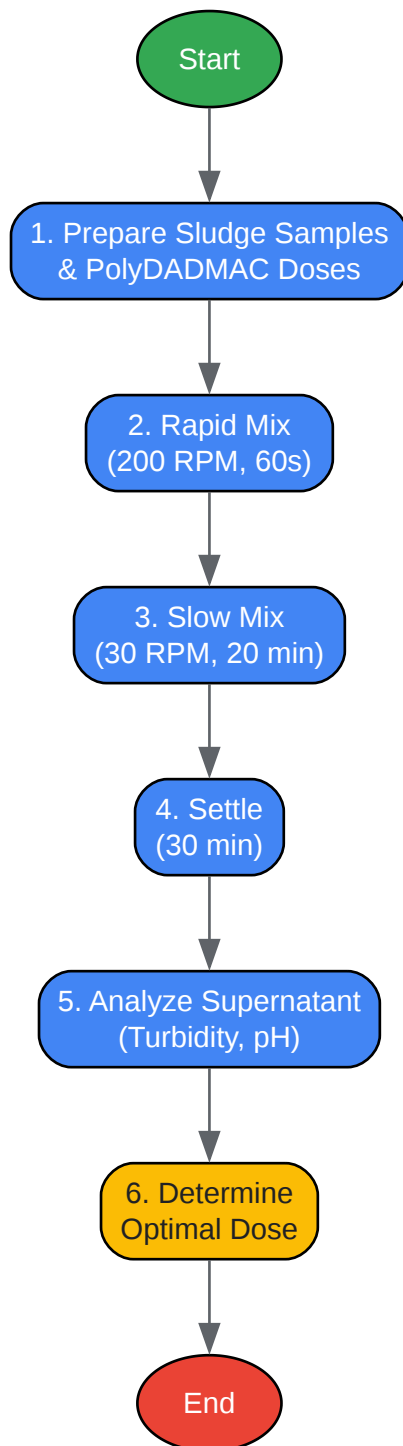 Start
1. Prepare Sludge Samples
& PolyDADMAC Doses
2. Rapid Mix
(200 RPM, 60s)
3. Slow Mix
(30 RPM, 20 min)
4. Settle
(30 min)
5. Analyze Supernatant
(Turbidity, pH)
6. Determine
Optimal Dose
End